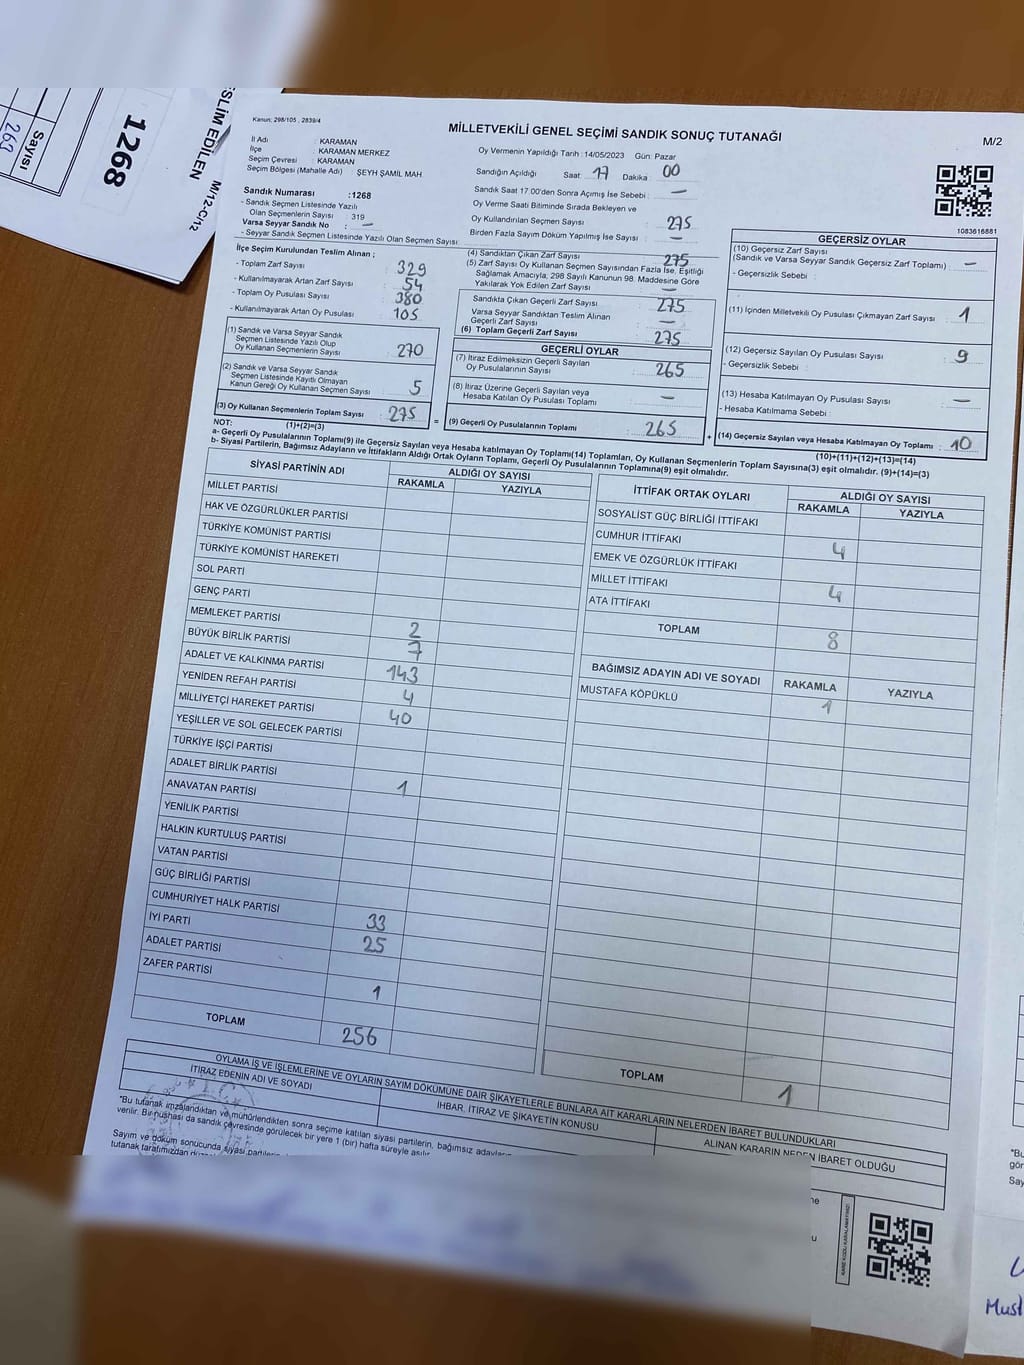 SLİM EDİLEN
M/12-C/12
1268
Sayısı
263
Kanun: 298/105 , 2839/4
MİLLETVEKİLİ GENEL SEÇİMİ SANDIK SONUÇ TUTANAĞI
M/2
İl Adı : KARAMAN
İlçe : KARAMAN MERKEZ
Seçim Çevresi : KARAMAN
Seçim Bölgesi (Mahalle Adı) ŞEYH ŞAMİL MAH.
Sandık Numarası :1268
- Sandık Seçmen Listesinde Yazılı
Olan Seçmenlerin Sayısı : 319
Varsa Seyyar Sandık No : —
- Seyyar Sandık Seçmen Listesinde Yazılı Olan Seçmen Sayısı:
İlçe Seçim Kurulundan Teslim Alınan ;
- Toplam Zarf Sayısı : 329
- Kullanılmayarak Artan Zarf Sayısı : 54
- Toplam Oy Pusulası Sayısı : 380
- Kullanılmayarak Artan Oy Pusulası : 105
(1) Sandık ve Varsa Seyyar Sandık
Seçmen Listesinde Yazılı Olup
Oy Kullanan Seçmenlerin Sayısı : 270
(2) Sandık ve Varsa Seyyar Sandık
Seçmen Listesinde Kayıtlı Olmayan
Kanun Gereği Oy Kullanan Seçmen Sayısı : 5
(3) Oy Kullanan Seçmenlerin Toplam Sayısı : 275
(1)+(2)=(3)
Oy Vermenin Yapıldığı Tarih :14/05/2023 Gün: Pazar
Sandığın Açıldığı Saat 17 Dakika 00
Sandık Saat 17:00'den Sonra Açılmış İse Sebebi : —
Oy Verme Saati Bitiminde Sırada Bekleyen ve
Oy Kullandırılan Seçmen Sayısı : 275
Birden Fazla Sayım Döküm Yapılmış İse Sayısı : —
(4) Sandıktan Çıkan Zarf Sayısı : 275
(5) Zarf Sayısı Oy Kullanan Seçmen Sayısından Fazla İse, Eşitliği
Sağlamak Amacıyla, 298 Sayılı Kanunun 98. Maddesine Göre
Yakılarak Yok Edilen Zarf Sayısı : —
Sandıkta Çıkan Geçerli Zarf Sayısı : 275
Varsa Seyyar Sandıktan Teslim Alınan
Geçerli Zarf Sayısı : —
(6) Toplam Geçerli Zarf Sayısı : 275
GEÇERLİ OYLAR
(7) İtiraz Edilmeksizin Geçerli Sayılan
Oy Pusulalarının Sayısı : 265
(8) İtiraz Üzerine Geçerli Sayılan veya
Hesaba Katılan Oy Pusulası Toplamı : —
= (9) Geçerli Oy Pusulalarının Toplamı : 265 +
1083616881
GEÇERSİZ OYLAR
(10) Geçersiz Zarf Sayısı
(Sandık ve Varsa Seyyar Sandık Geçersiz Zarf Toplamı) : —
- Geçersizlik Sebebi :
(11) İçinden Milletvekili Oy Pusulası Çıkmayan Zarf Sayısı : 1
(12) Geçersiz Sayılan Oy Pusulası Sayısı : 9
- Geçersizlik Sebebi :
(13) Hesaba Katılmayan Oy Pusulası Sayısı : —
- Hesaba Katılmama Sebebi :
(14) Geçersiz Sayılan veya Hesaba Katılmayan Oy Toplamı : 10
(10)+(11)+(12)+(13)=(14)
NOT:
a- Geçerli Oy Pusulalarının Toplamı(9) ile Geçersiz Sayılan veya Hesaba katılmayan Oy Toplamı(14) Toplamları, Oy Kullanan Seçmenlerin Toplam Sayısına(3) eşit olmalıdır. (9)+(14)=(3)
b- Siyasi Partilerin, Bağımsız Adayların ve İttifakların Aldığı Ortak Oyların Toplamı, Geçerli Oy Pusulalarının Toplamına(9) eşit olmalıdır.
SİYASİ PARTİNİN ADI
ALDIĞI OY SAYISI
RAKAMLA YAZIYLA
MİLLET PARTİSİ
HAK VE ÖZGÜRLÜKLER PARTİSİ
TÜRKİYE KOMÜNİST PARTİSİ
TÜRKİYE KOMÜNİST HAREKETİ
SOL PARTİ
GENÇ PARTİ
MEMLEKET PARTİSİ 2
BÜYÜK BİRLİK PARTİSİ 7
ADALET VE KALKINMA PARTİSİ 143
YENİDEN REFAH PARTİSİ 4
MİLLİYETÇİ HAREKET PARTİSİ 40
YEŞİLLER VE SOL GELECEK PARTİSİ
TÜRKİYE İŞÇİ PARTİSİ
ADALET BİRLİK PARTİSİ
ANAVATAN PARTİSİ 1
YENİLİK PARTİSİ
HALKIN KURTULUŞ PARTİSİ
VATAN PARTİSİ
GÜÇ BİRLİĞİ PARTİSİ
CUMHURİYET HALK PARTİSİ 33
İYİ PARTİ 25
ADALET PARTİSİ
ZAFER PARTİSİ 1
TOPLAM 256
İTTİFAK ORTAK OYLARI
ALDIĞI OY SAYISI
RAKAMLA YAZIYLA
SOSYALİST GÜÇ BİRLİĞİ İTTİFAKI
CUMHUR İTTİFAKI 4
EMEK VE ÖZGÜRLÜK İTTİFAKI
MİLLET İTTİFAKI 4
ATA İTTİFAKI
TOPLAM 8
BAĞIMSIZ ADAYIN ADI VE SOYADI RAKAMLA YAZIYLA
MUSTAFA KÖPÜKLÜ 1
TOPLAM 1
OYLAMA İŞ VE İŞLEMLERİNE VE OYLARIN SAYIM DÖKÜMÜNE DAİR ŞİKAYETLERLE BUNLARA AİT KARARLARIN NELERDEN İBARET BULUNDUKLARI
İTİRAZ EDENİN ADI VE SOYADI
İHBAR, İTİRAZ VE ŞİKAYETİN KONUSU
ALINAN KARARIN NEDEN İBARET OLDUĞU
"Bu tutanak imzalandıktan ve mühürlendikten sonra seçime katılan siyasi partilerin, bağımsız adayların
verilir. Bir nüshası da sandık çevresinde görülecek bir yere 1 (bir) hafta süreyle asılır.
Sayım ve döküm sonucunda siyasi partilerin
tutanak tarafımızdan
KARE KODU KARALAMAYINIZ!
"Bu
gör
Say
Must